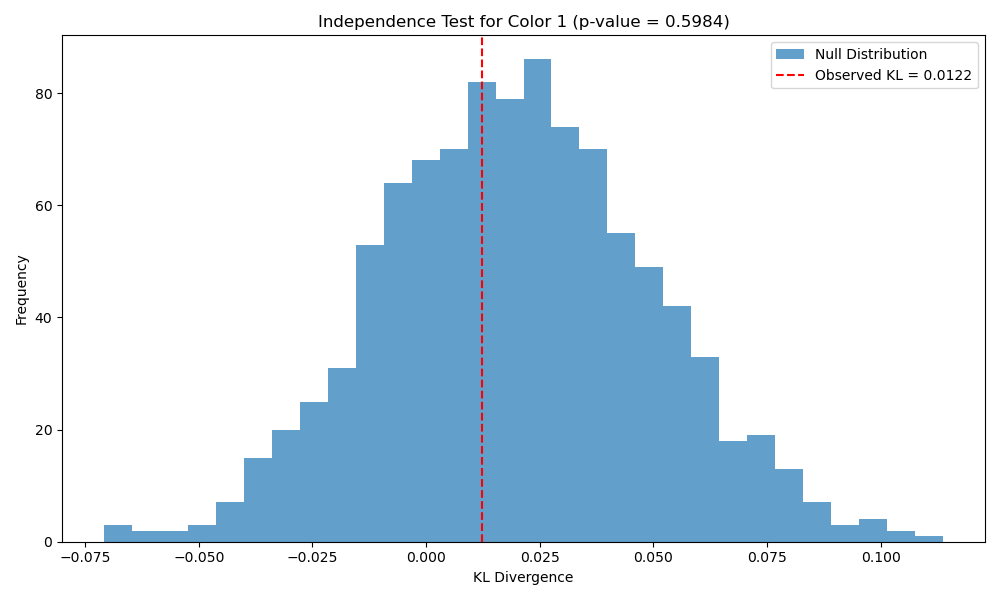 Independence Test for Color 1 (p-value = 0.5984)
Null Distribution
Observed KL = 0.0122
Frequency
80
60
40
20
0
−0.075 −0.050 −0.025 0.000 0.025 0.050 0.075 0.100
KL Divergence